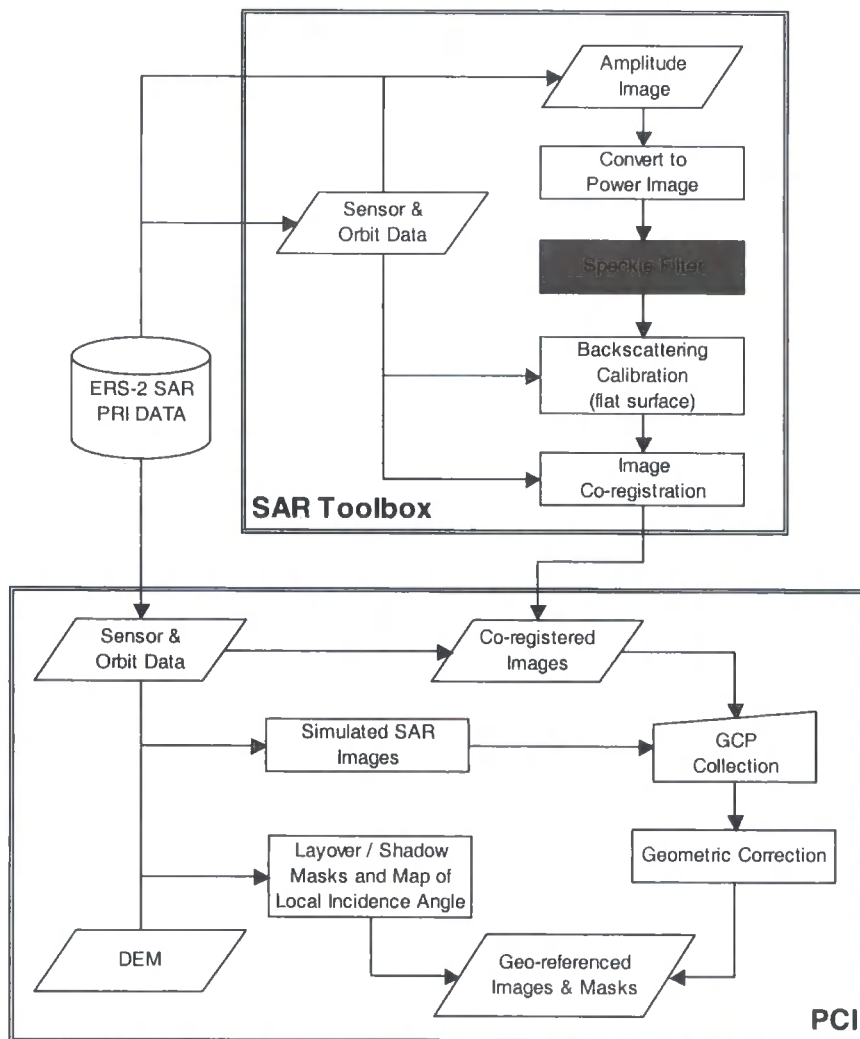 Amplitude
Image
Convert to
Power Image
Sensor &
Orbit Data
Speckle Filter
ERS-2 SAR
PRI DATA
Backscattering
Calibration
(flat surface)
Image
Co-registration
SAR Toolbox
Sensor &
Orbit Data
Co-registered
Images
Simulated SAR
Images
GCP
Collection
Layover / Shadow
Masks and Map of
Local Incidence Angle
Geometric Correction
DEM
Geo-referenced
Images & Masks
PCI